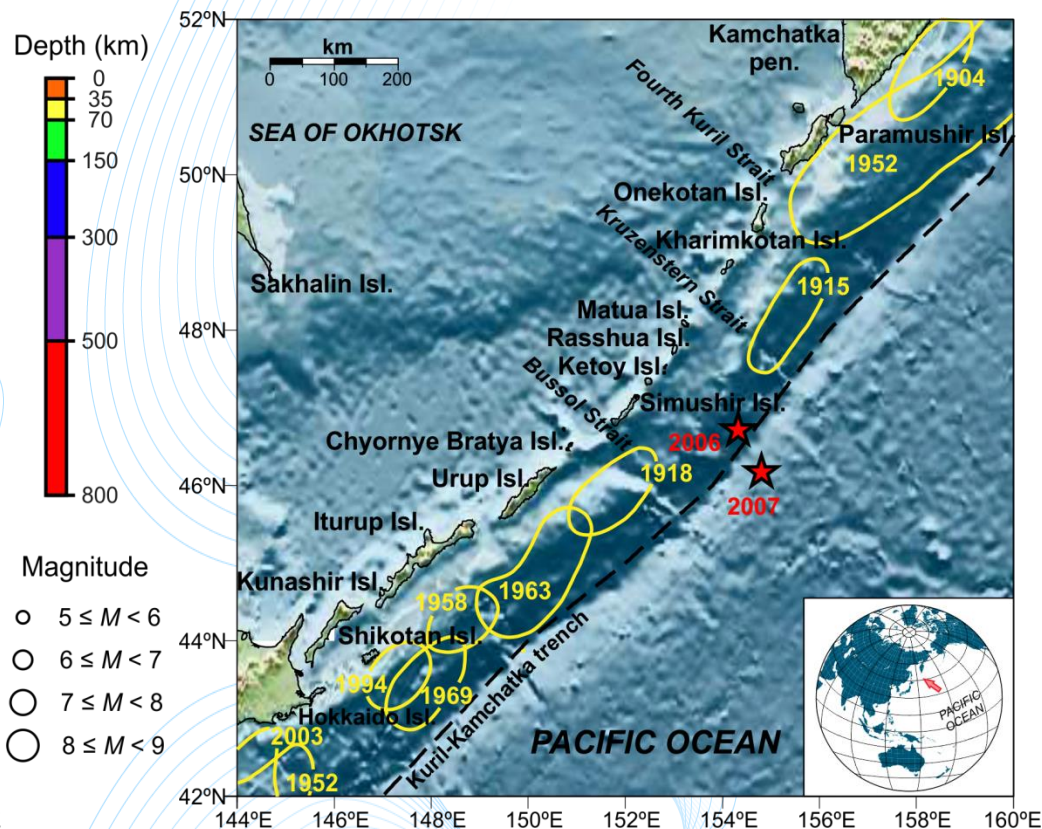 Depth (km)
0
35
70
150
300
500
800
Magnitude
5 ≤ M < 6
6 ≤ M < 7
7 ≤ M < 8
8 ≤ M < 9
52°N
50°N
48°N
46°N
44°N
42°N
144°E
146°E
148°E
150°E
152°E
154°E
156°E
158°E
160°E
km
0 100 200
SEA OF OKHOTSK
Kamchatka
pen.
1904
Fourth Kuril Strait
Paramushir Isl.
1952
Onekotan Isl.
Kruzenstern Strait
Kharimkotan Isl.
Sakhalin Isl.
1915
Matua Isl.
Rasshua Isl.
Ketoy Isl.
Bussol Strait
Simushir Isl.
2006
Chyornye Bratya Isl.
1918
Urup Isl.
2007
Iturup Isl.
Kunashir Isl.
1958
1963
Shikotan Isl.
1994
1969
Hokkaido Isl.
2003
1952
Kuril-Kamchatka trench
PACIFIC OCEAN
PACIFIC
OCEAN